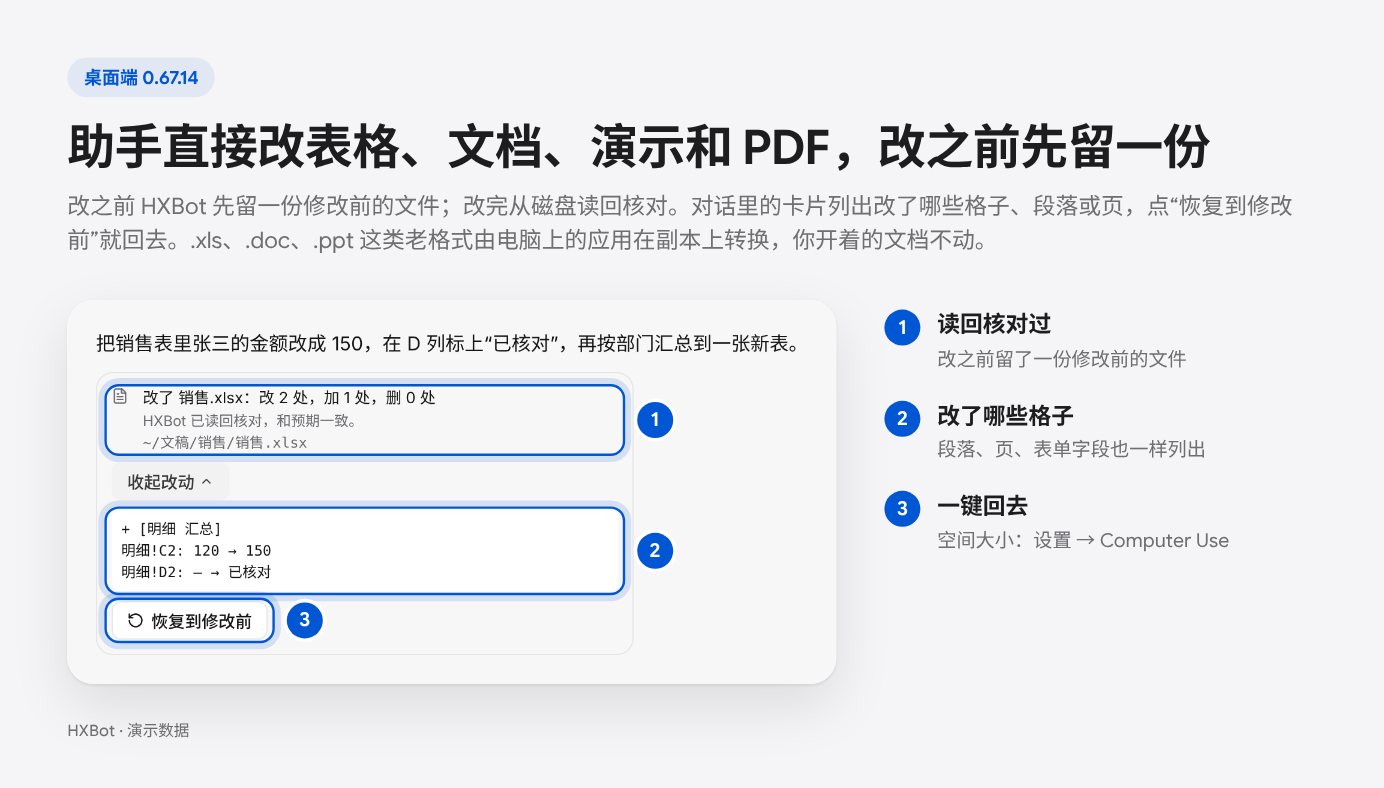 桌面端 0.67.14
助手直接改表格、文档、演示和 PDF，改之前先留一份
改之前 HXBot 先留一份修改前的文件；改完从磁盘读回核对。对话里的卡片列出改了哪些格子、段落或页，点“恢复到修改
前”就回去。.xls、.doc、.ppt 这类老格式由电脑上的应用在副本上转换，你开着的文档不动。
把销售表里张三的金额改成 150，在 D 列标上“已核对”，再按部门汇总到一张新表。
改了 销售.xlsx：改 2 处，加 1 处，删 0 处
HXBot 已读回核对，和预期一致。
~/文稿/销售/销售.xlsx
1
收起改动
+ [明细 汇总]
明细!C2: 120 → 150
明细!D2: — → 已核对
2
恢复到修改前
3
1 读回核对过
改之前留了一份修改前的文件
2 改了哪些格子
段落、页、表单字段也一样列出
3 一键回去
空间大小：设置 → Computer Use
HXBot · 演示数据